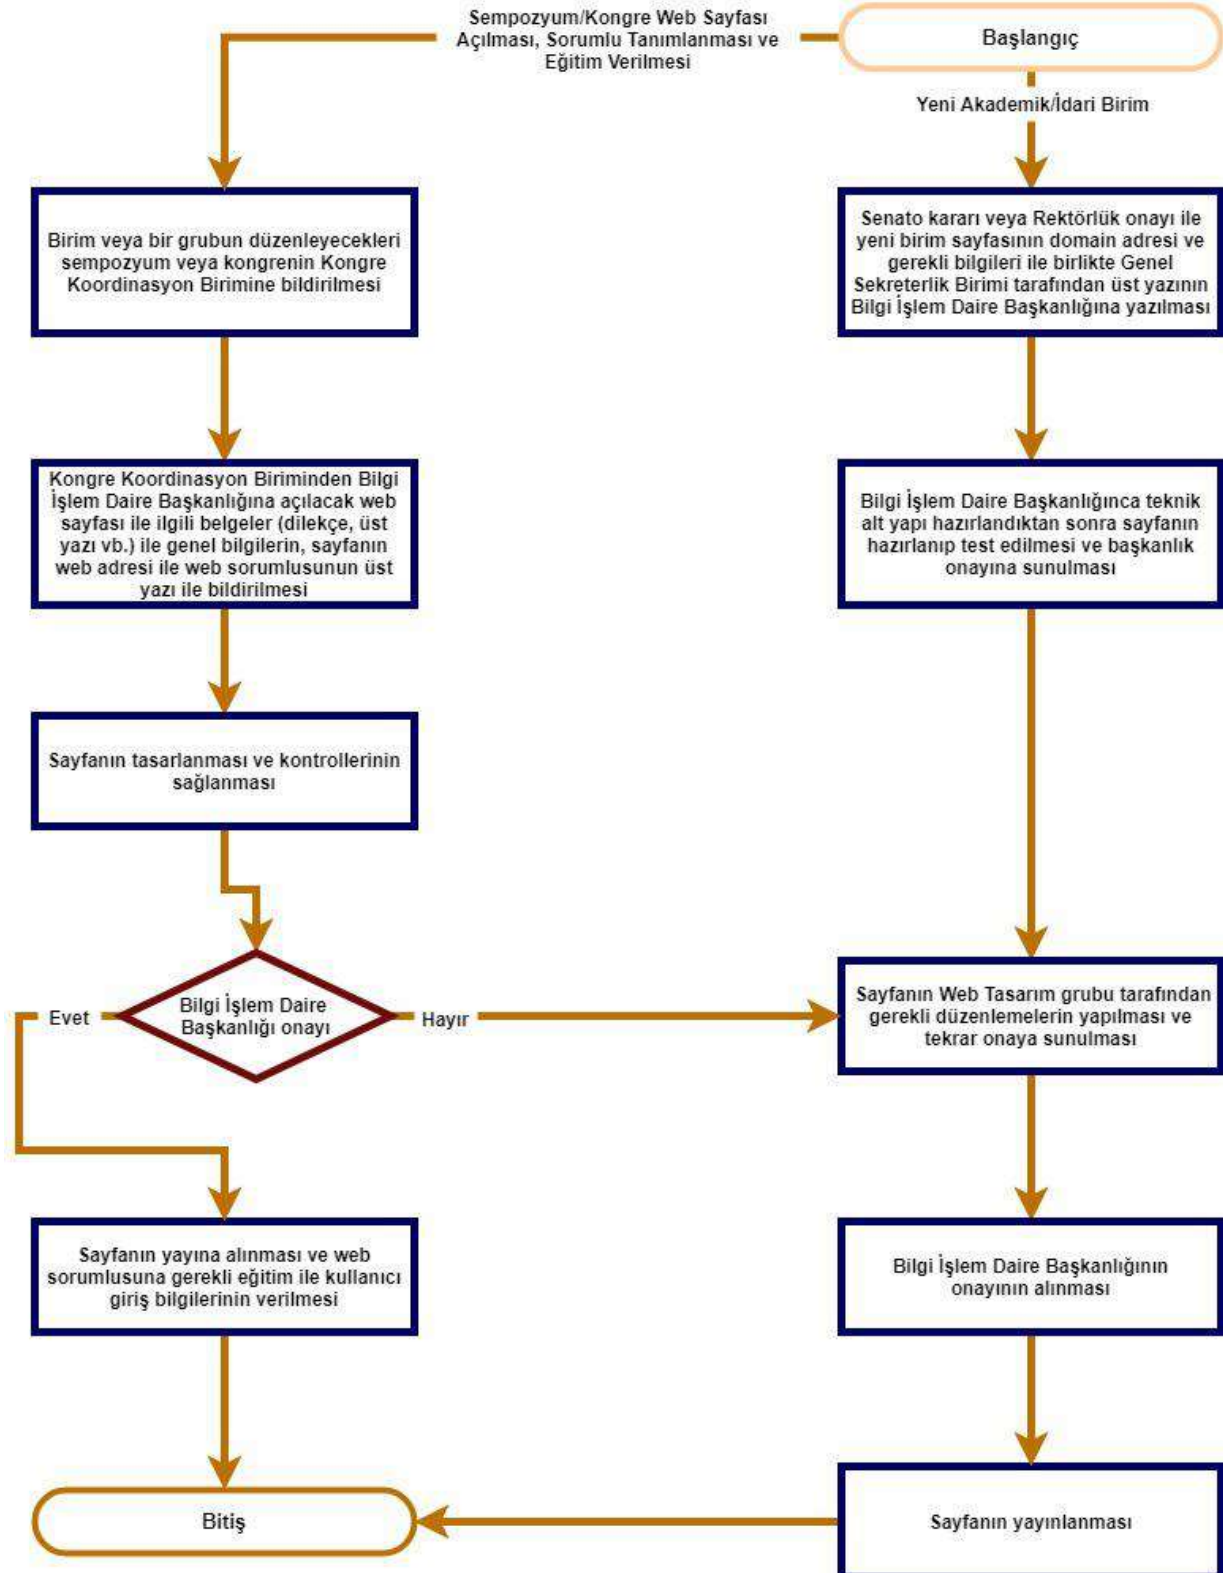 Sempozyum/Kongre Web Sayfası
Açılması, Sorumlu Tanımlanması ve
Eğitim Verilmesi
Başlangıç
Yeni Akademik/İdari Birim
Birim veya bir grubun düzenleyecekleri
sempozyum veya kongrenin Kongre
Koordinasyon Birimine bildirilmesi
Senato kararı veya Rektörlük onayı ile
yeni birim sayfasının domain adresi ve
gerekli bilgileri ile birlikte Genel
Sekreterlik Birimi tarafından üst yazının
Bilgi İşlem Daire Başkanlığına yazılması
Kongre Koordinasyon Biriminden Bilgi
İşlem Daire Başkanlığına açılacak web
sayfası ile ilgili belgeler (dilekçe, üst
yazı vb.) ile genel bilgilerin, sayfanın
web adresi ile web sorumlusunun üst
yazı ile bildirilmesi
Bilgi İşlem Daire Başkanlığınca teknik
alt yapı hazırlandıktan sonra sayfanın
hazırlanıp test edilmesi ve başkanlık
onayına sunulması
Sayfanın tasarlanması ve kontrollerinin
sağlanması
Evet
Bilgi İşlem Daire
Başkanlığı onayı
Hayır
Sayfanın Web Tasarım grubu tarafından
gerekli düzenlemelerin yapılması ve
tekrar onaya sunulması
Sayfanın yayına alınması ve web
sorumlusuna gerekli eğitim ile kullanıcı
giriş bilgilerinin verilmesi
Bilgi İşlem Daire Başkanlığının
onayının alınması
Bitiş
Sayfanın yayınlanması